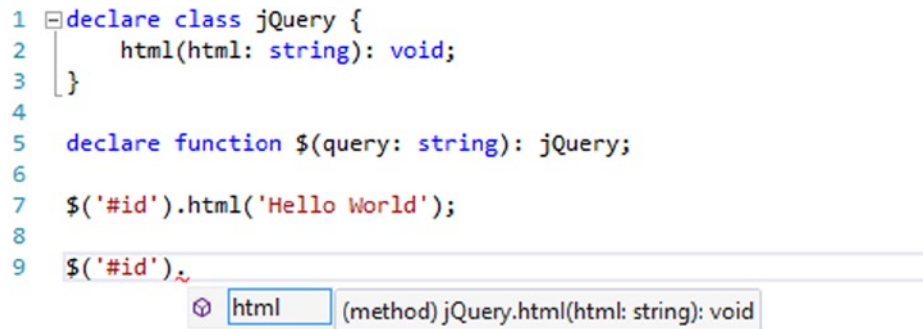 1 declare class jQuery {
2 html(html: string): void;
3 }
4
5 declare function $(query: string): jQuery;
6
7 $('#id').html('Hello World');
8
9 $('#id').
html (method) jQuery.html(html: string): void